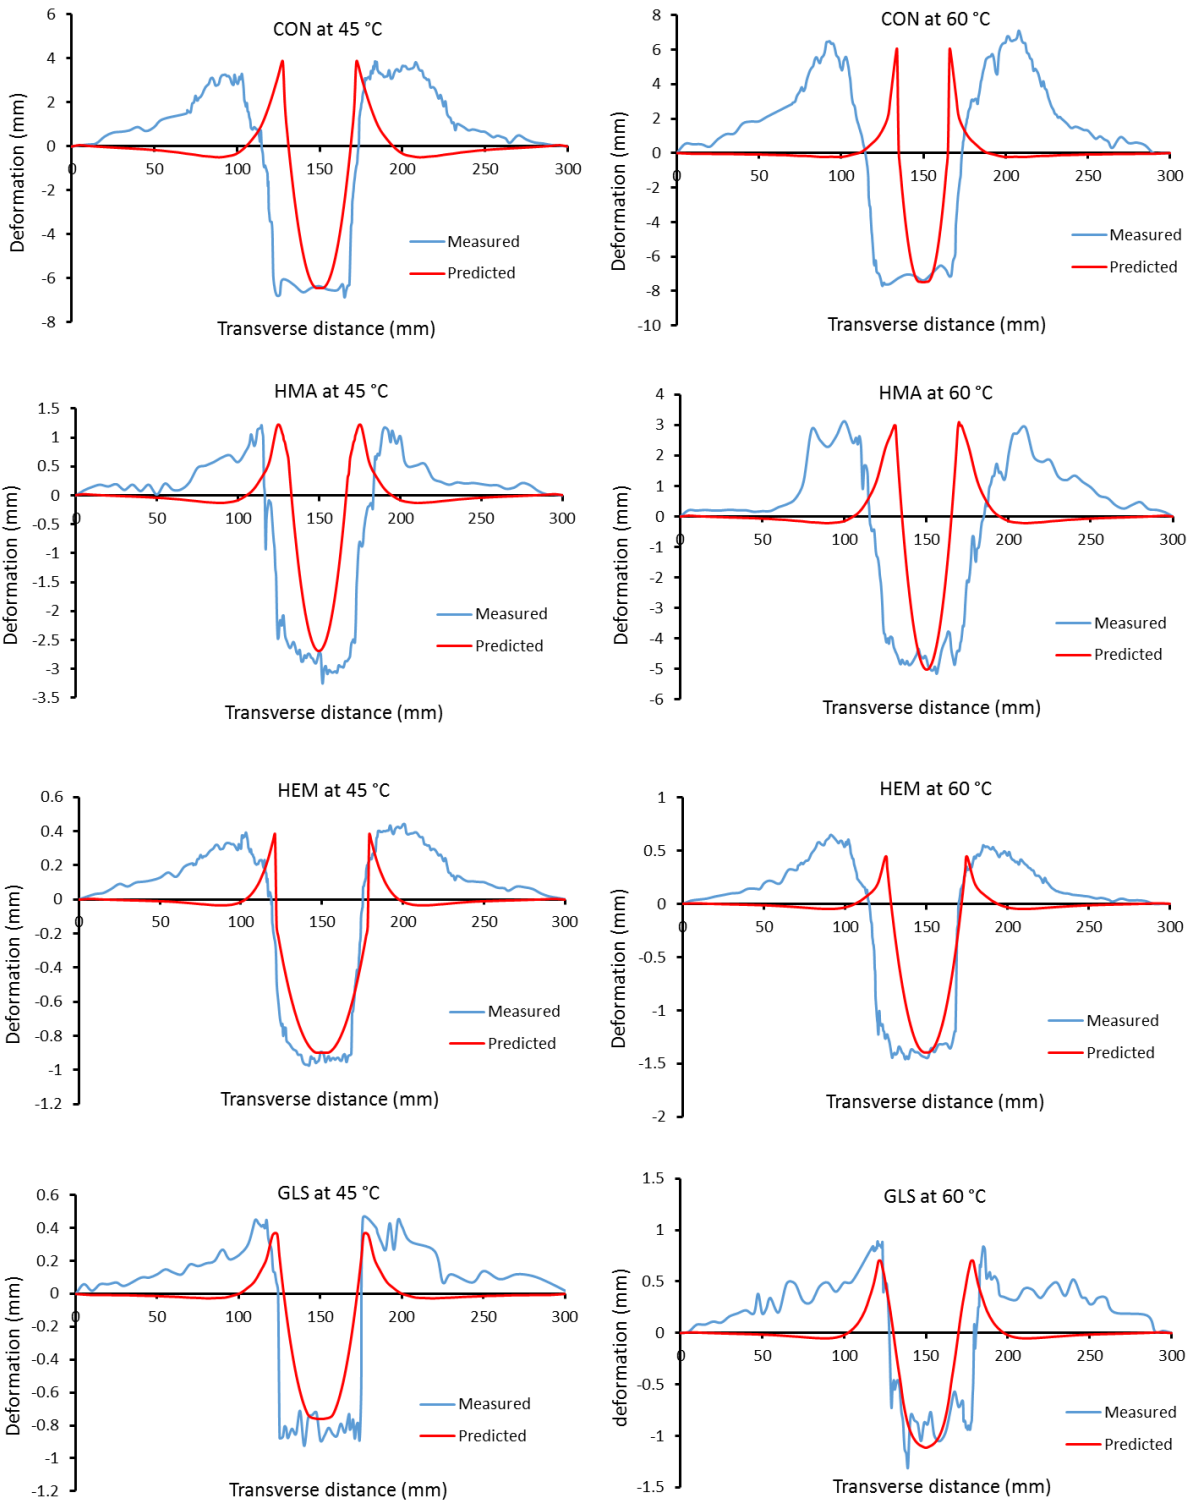 CON at 45 °C
Deformation (mm)
6
4
2
0
-2
-4
-6
-8
0 50 100 150 200 250 300
Measured
Predicted
Transverse distance (mm)
CON at 60 °C
Deformation (mm)
8
6
4
2
0
-2
-4
-6
-8
-10
0 50 100 150 200 250 300
Measured
Predicted
Transverse distance (mm)
HMA at 45 °C
Deformation (mm)
1.5
1
0.5
0
-0.5
-1
-1.5
-2
-2.5
-3
-3.5
0 50 100 150 200 250 300
Measured
Predicted
Transverse distance (mm)
HMA at 60 °C
Deformation (mm)
4
3
2
1
0
-1
-2
-3
-4
-5
-6
0 50 100 150 200 250 300
Measured
Predicted
Transverse distance (mm)
HEM at 45 °C
Deformation (mm)
0.6
0.4
0.2
0
-0.2
-0.4
-0.6
-0.8
-1
-1.2
0 50 100 150 200 250 300
Measured
Predicted
Transverse distance (mm)
HEM at 60 °C
Deformation (mm)
1
0.5
0
-0.5
-1
-1.5
-2
0 50 100 150 200 250 300
Measured
Predicted
Transverse distance (mm)
GLS at 45 °C
Deformation (mm)
0.6
0.4
0.2
0
-0.2
-0.4
-0.6
-0.8
-1
-1.2
0 50 100 150 200 250 300
Measured
Predicted
Transverse distance (mm)
GLS at 60 °C
deformation (mm)
1.5
1
0.5
0
-0.5
-1
-1.5
0 50 100 150 200 250 300
Measured
Predicted
Transverse distance (mm)